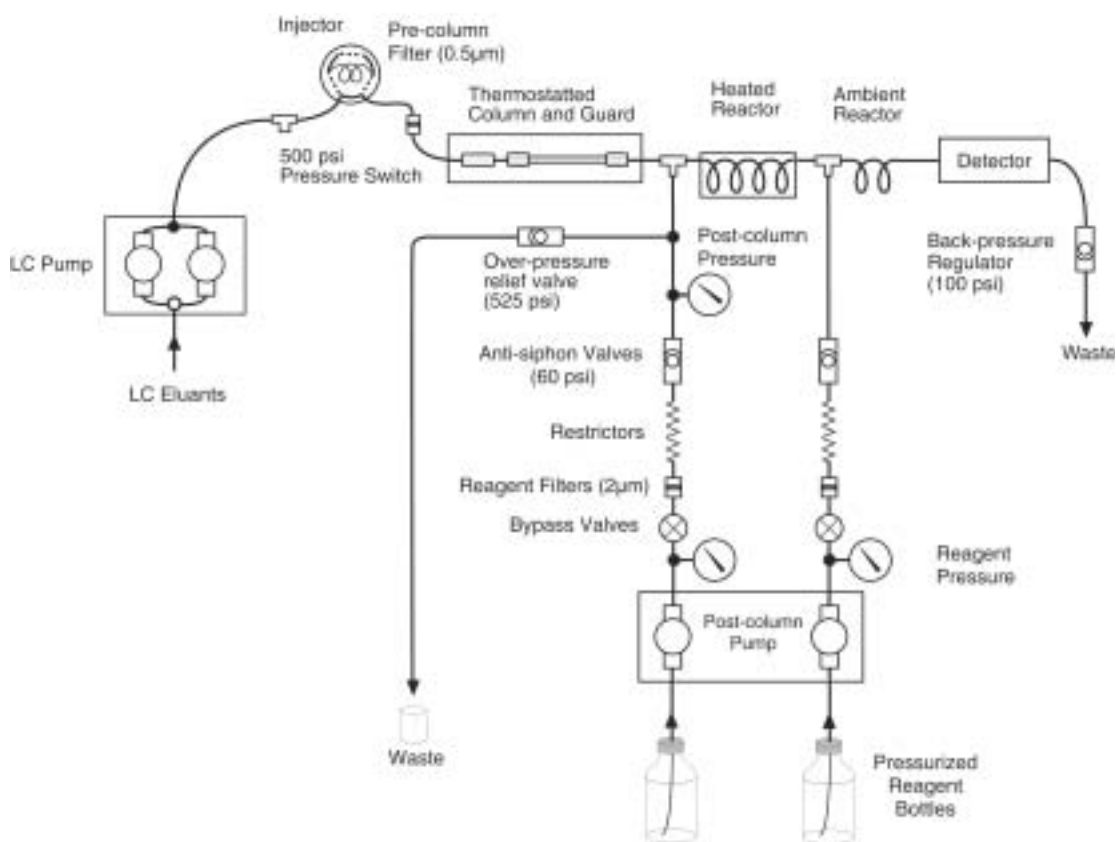 Injector
Pre-column
Filter (0.5µm)
Thermostatted
Column and Guard
Heated
Reactor
Ambient
Reactor
500 psi
Pressure Switch
Detector
LC Pump
Over-pressure
relief valve
(525 psi)
Post-column
Pressure
Back-pressure
Regulator
(100 psi)
Waste
LC Eluants
Anti-siphon Valves
(60 psi)
Restrictors
Reagent Filters (2µm)
Bypass Valves
Reagent
Pressure
Post-column
Pump
Waste
Pressurized
Reagent
Bottles